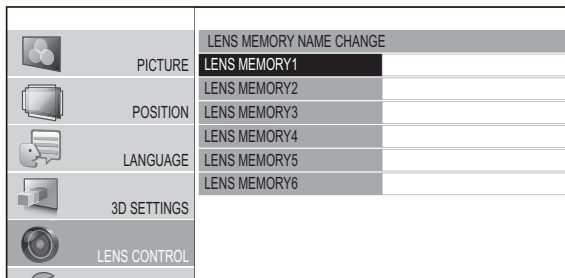 PICTURE
POSITION
LANGUAGE
3D SETTINGS
LENS CONTROL
LENS MEMORY NAME CHANGE
LENS MEMORY1
LENS MEMORY2
LENS MEMORY3
LENS MEMORY4
LENS MEMORY5
LENS MEMORY6